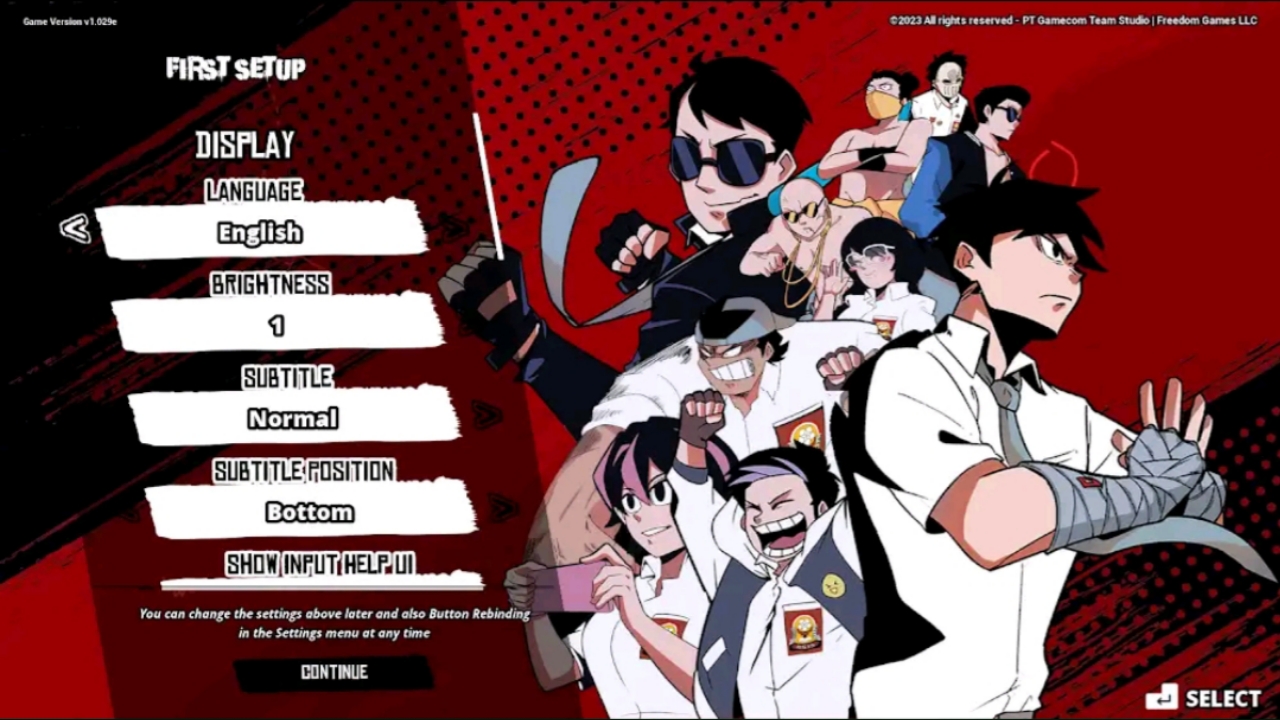 Game Version v1.029e
©2023 All rights reserved - PT Gamecom Team Studio | Freedom Games LLC
FIRST SETUP
DISPLAY
LANGUAGE
English
BRIGHTNESS
1
SUBTITLE
Normal
SUBTITLE POSITION
Bottom
SHOW INPUT HELP UI
You can change the settings above later and also Button Rebinding
in the Settings menu at any time
CONTINUE
SELECT